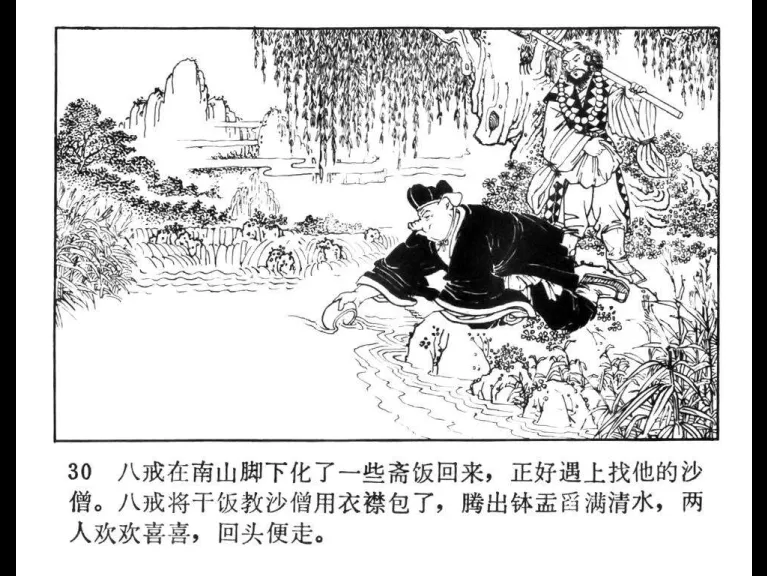 30 八戒在南山脚下化了一些斋饭回来，正好遇上找他的沙
僧。八戒将干饭教沙僧用衣襟包了，腾出钵盂舀满清水，两
人欢欢喜喜，回头便走。